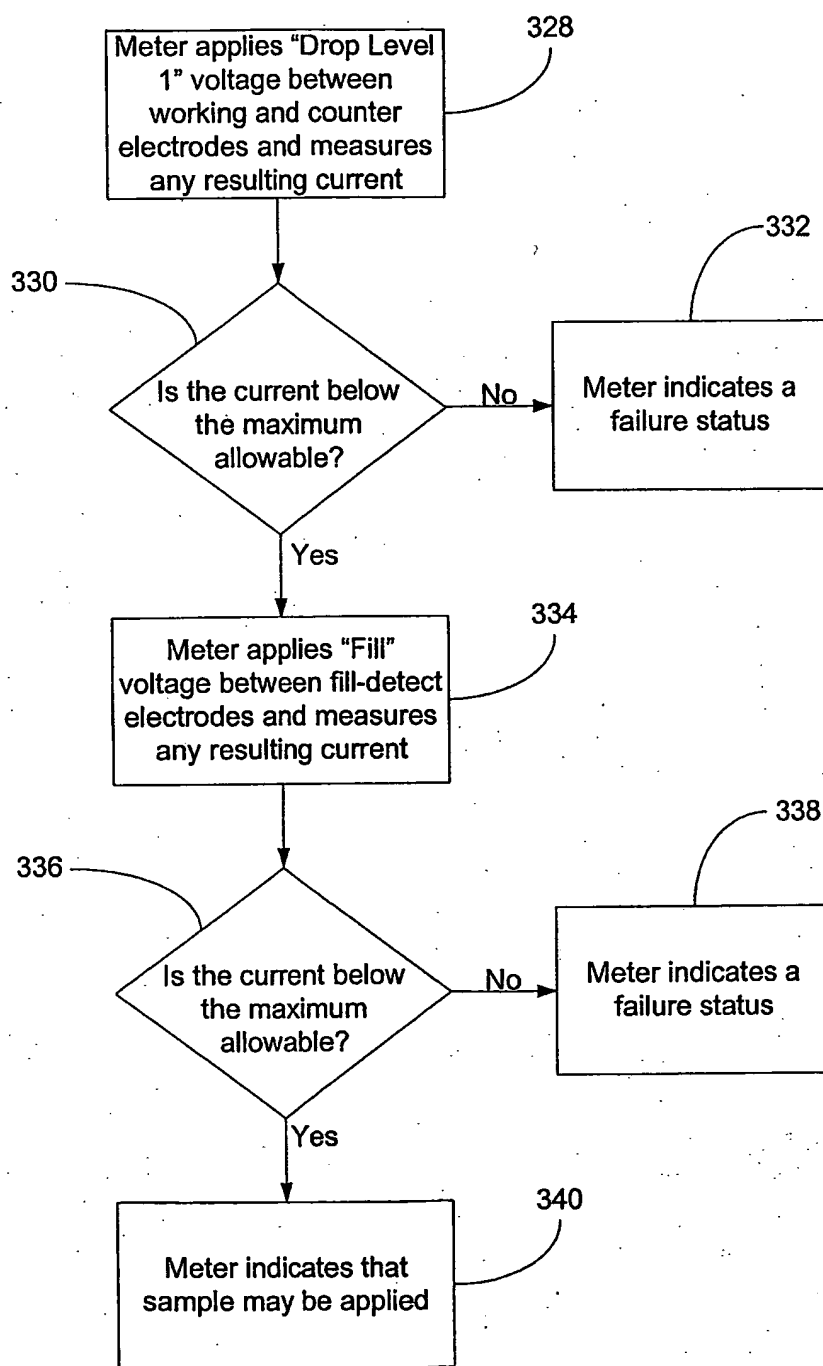 328
Meter applies “Drop Level
1” voltage between
working and counter
electrodes and measures
any resulting current
332
330
Is the current below
the maximum
allowable?
No
Meter indicates a
failure status
Yes
334
Meter applies “Fill”
voltage between fill-detect
electrodes and measures
any resulting current
338
336
Is the current below
the maximum
allowable?
No
Meter indicates a
failure status
Yes
340
Meter indicates that
sample may be applied